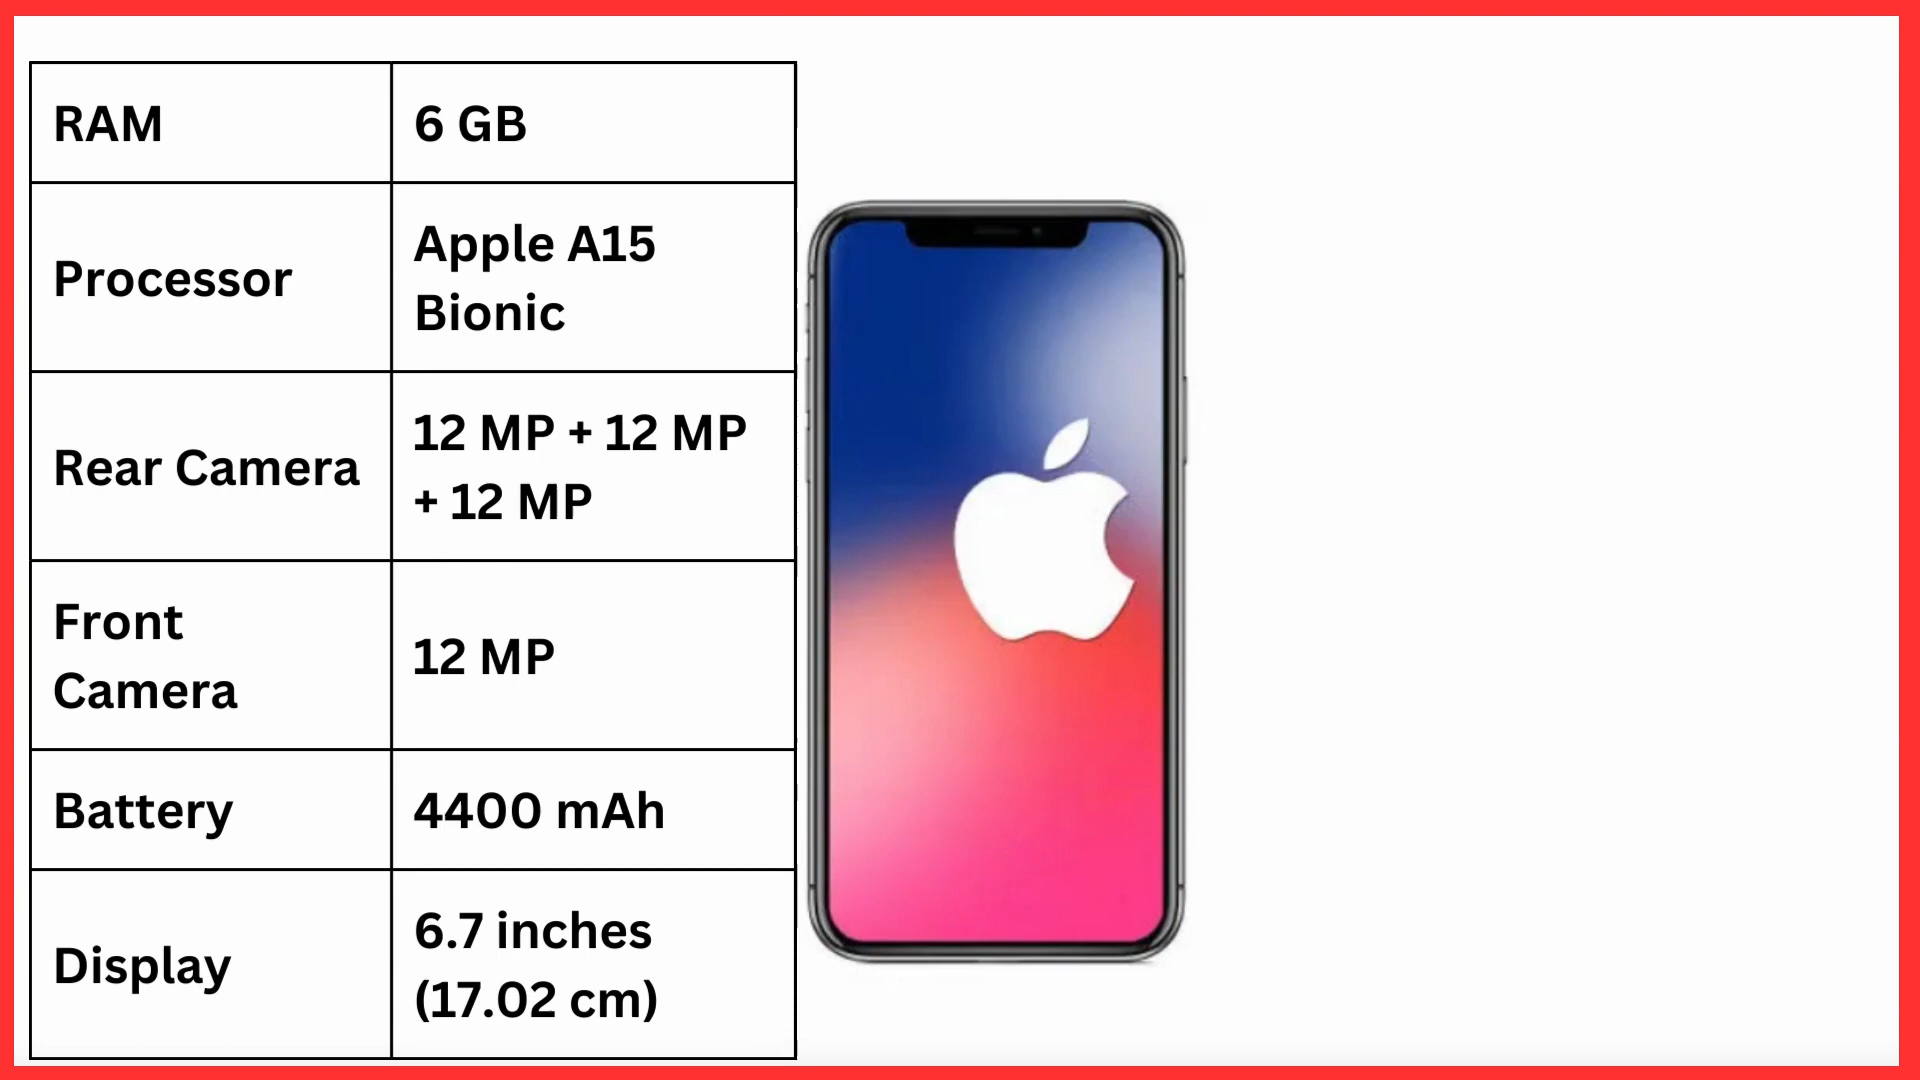 RAM
6 GB
Processor
Apple A15
Bionic
Rear Camera
12 MP + 12 MP
+ 12 MP
Front
Camera
12 MP
Battery
4400 mAh
Display
6.7 inches
(17.02 cm)